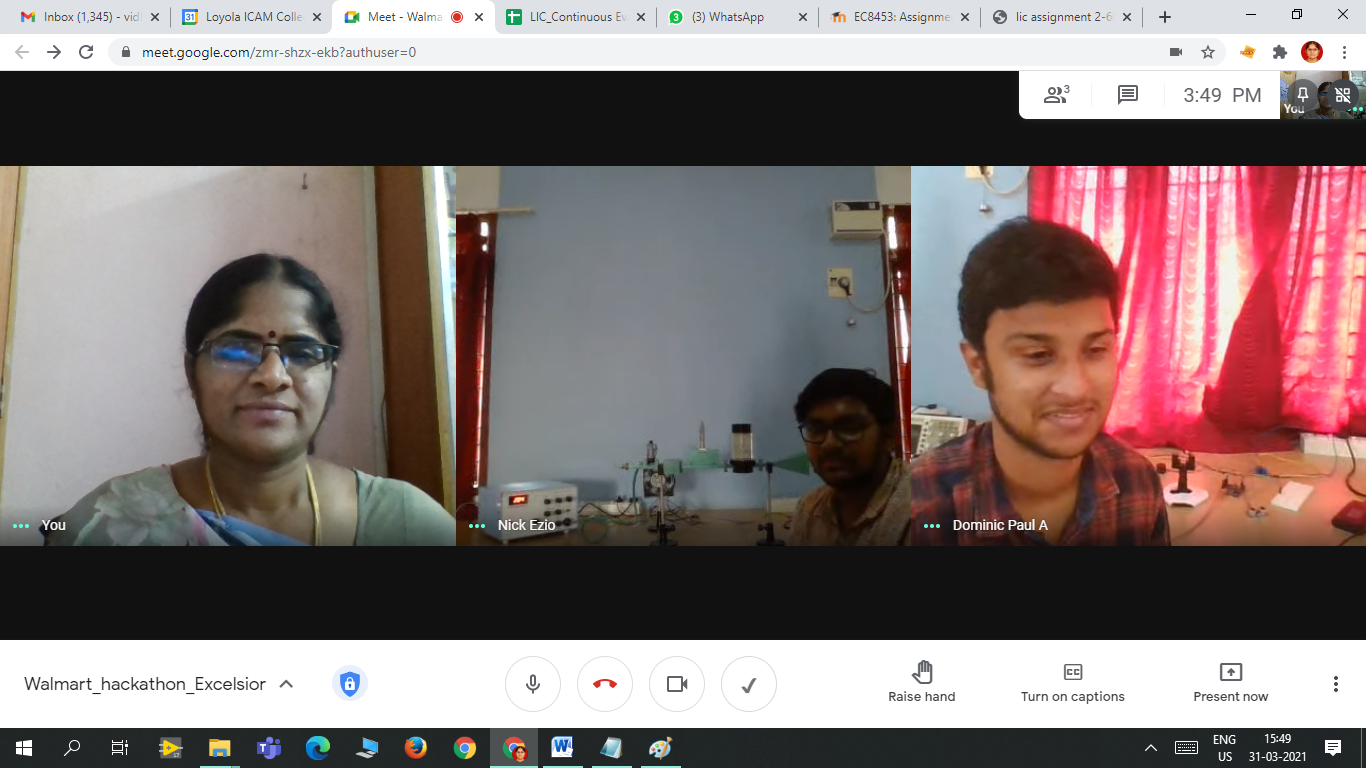 Inbox (1,345) - vidh
Loyola ICAM Colle
Meet - Walma
LIC_Continuous Ev
(3) WhatsApp
EC8453: Assignme
lic assignment 2-6
meet.google.com/zmr-shzx-ekb?authuser=0
3
3:49 PM
You
You
Nick Ezio
Dominic Paul A
Walmart_hackathon_Excelsior
Raise hand
Turn on captions
Present now
ENG
US
15:49
31-03-2021